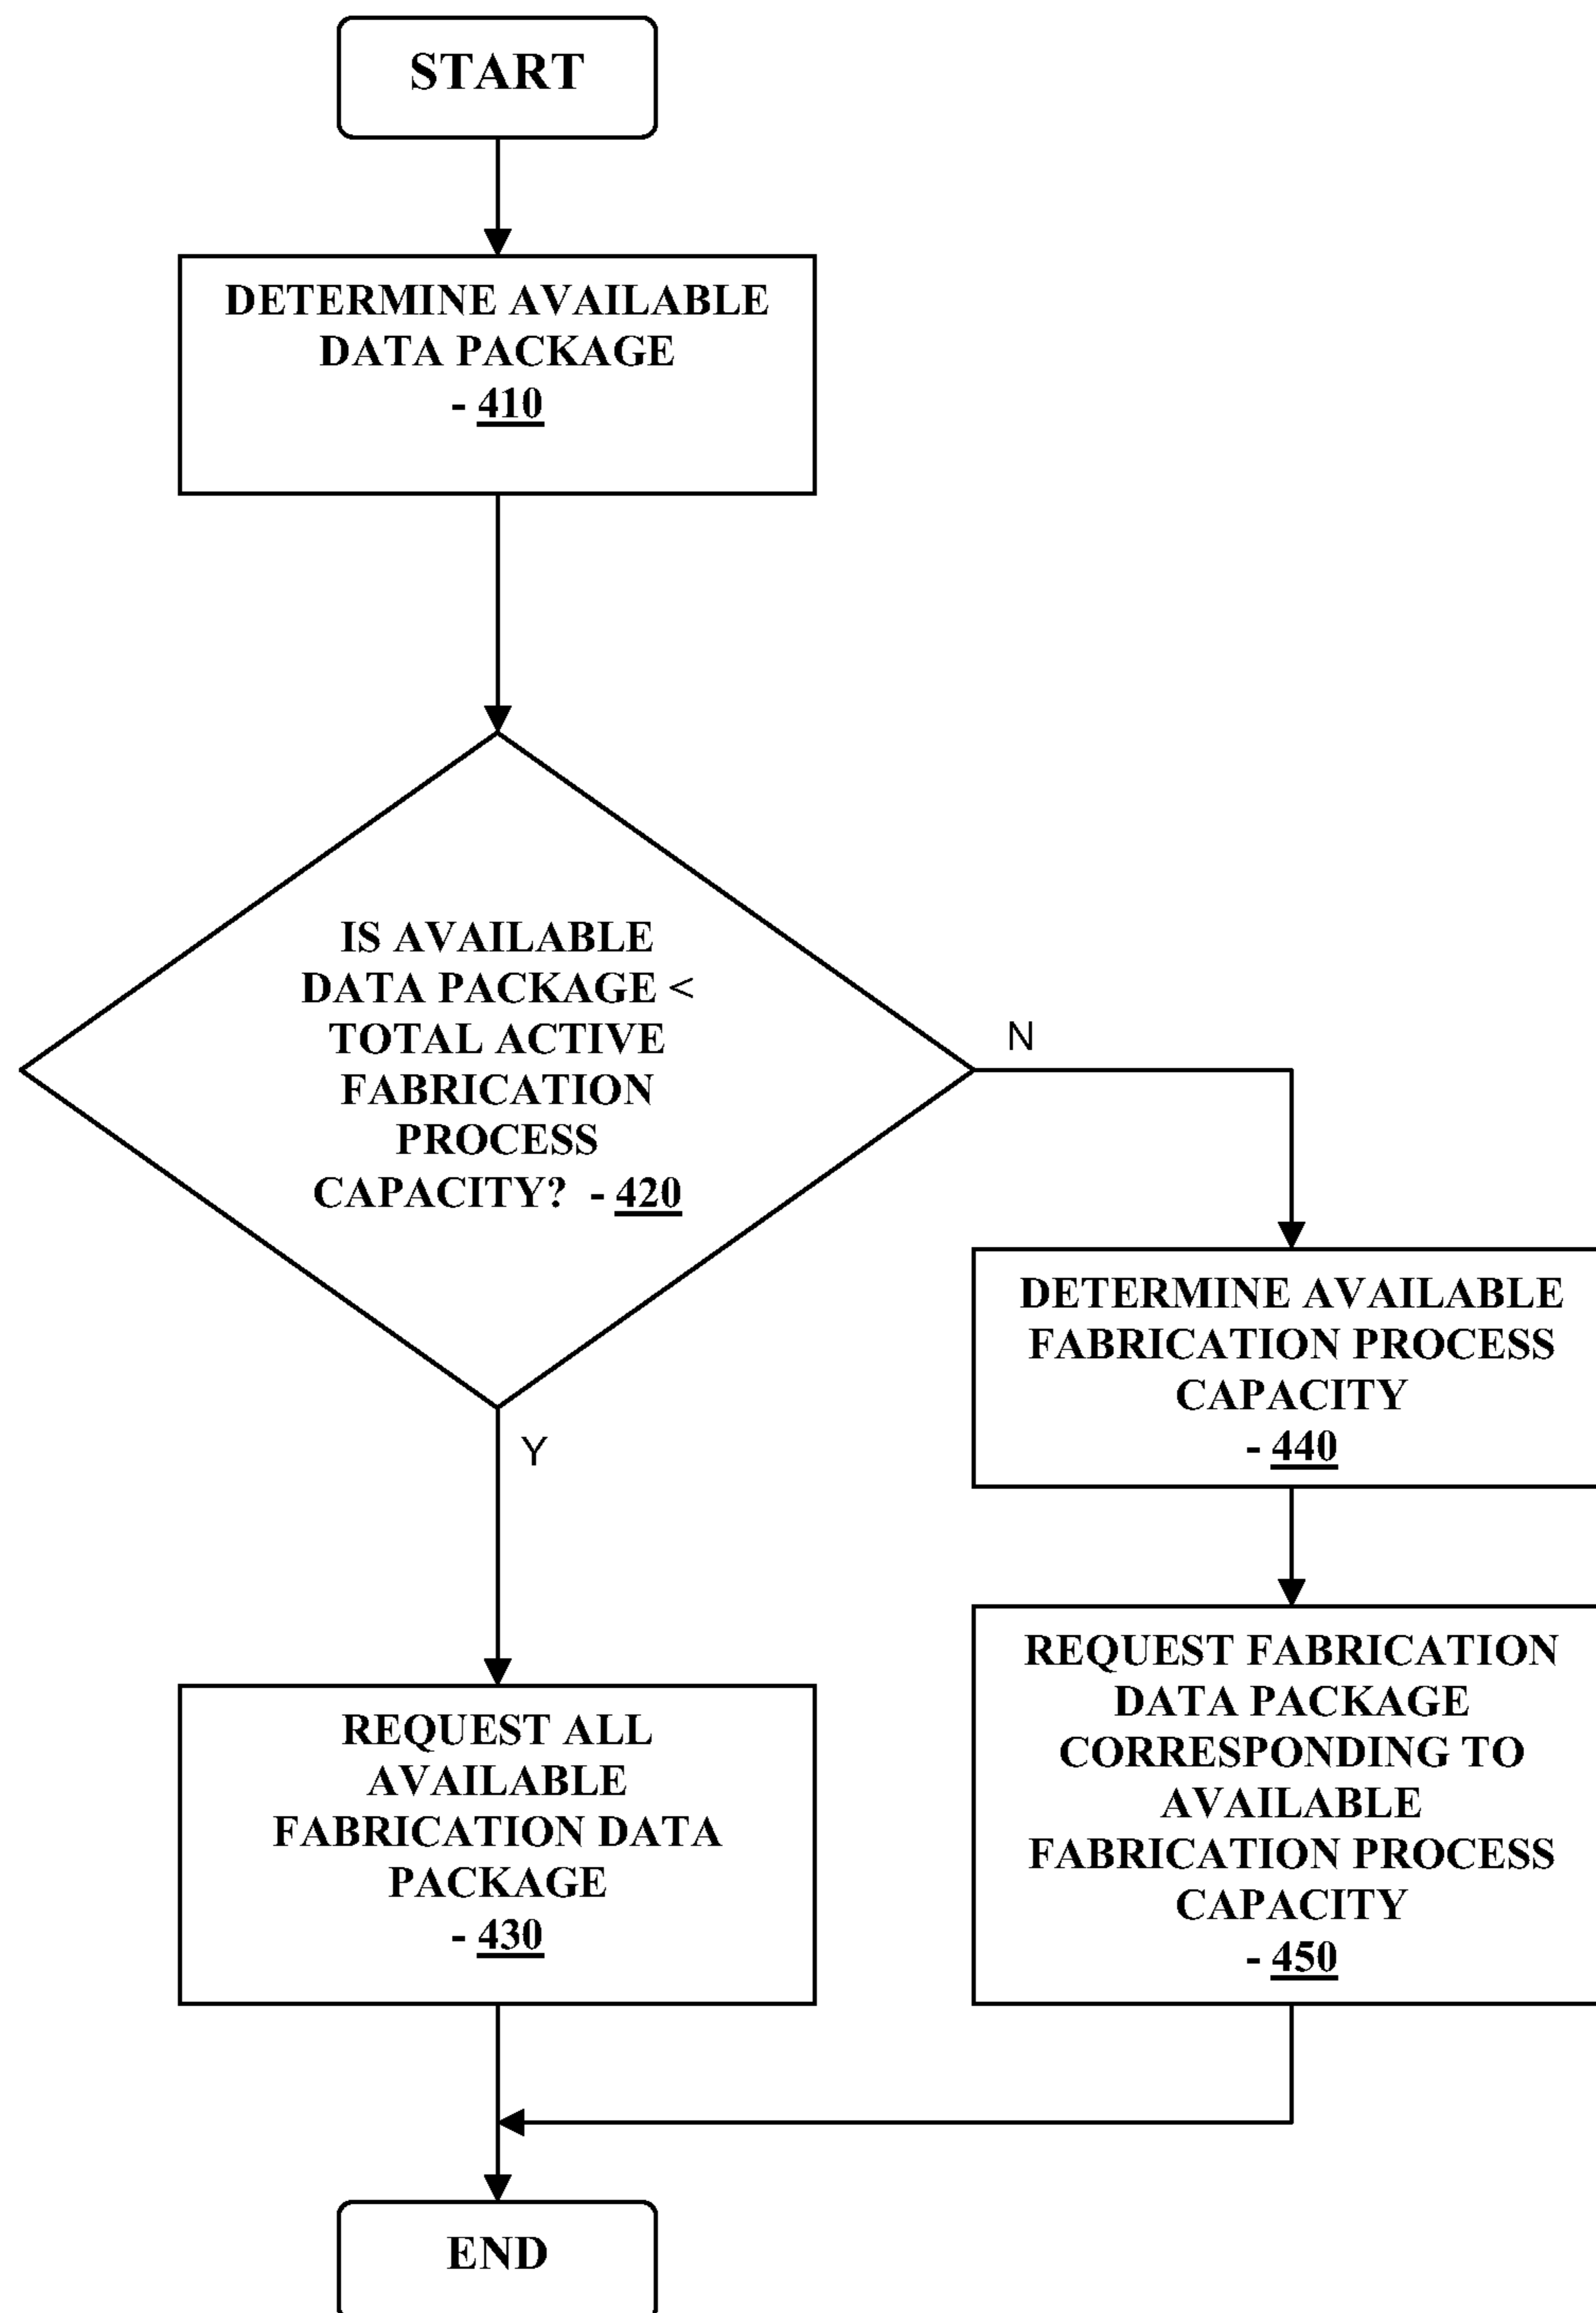 START
DETERMINE AVAILABLE
DATA PACKAGE
- 410
IS AVAILABLE
DATA PACKAGE <
TOTAL ACTIVE
FABRICATION
PROCESS
CAPACITY? - 420
N
Y
DETERMINE AVAILABLE
FABRICATION PROCESS
CAPACITY
- 440
REQUEST FABRICATION
DATA PACKAGE
CORRESPONDING TO
AVAILABLE
FABRICATION PROCESS
CAPACITY
- 450
REQUEST ALL
AVAILABLE
FABRICATION DATA
PACKAGE
- 430
END